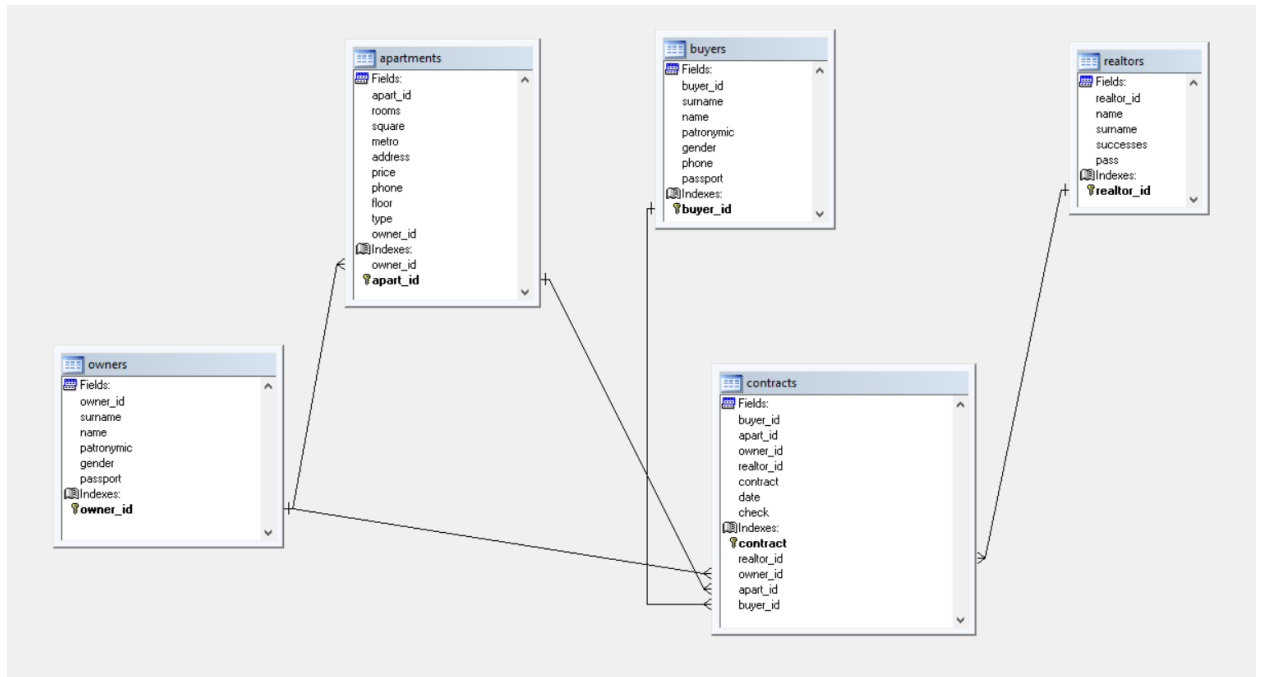 apartments
Fields:
apart_id
rooms
square
metro
address
price
phone
floor
type
owner_id
Indexes:
owner_id
apart_id
buyers
Fields:
buyer_id
surname
name
patronymic
gender
phone
passport
Indexes:
buyer_id
realtors
Fields:
realtor_id
name
surname
successes
pass
Indexes:
realtor_id
owners
Fields:
owner_id
surname
name
patronymic
gender
passport
Indexes:
owner_id
contracts
Fields:
buyer_id
apart_id
owner_id
realtor_id
contract
date
check
Indexes:
contract
realtor_id
owner_id
apart_id
buyer_id